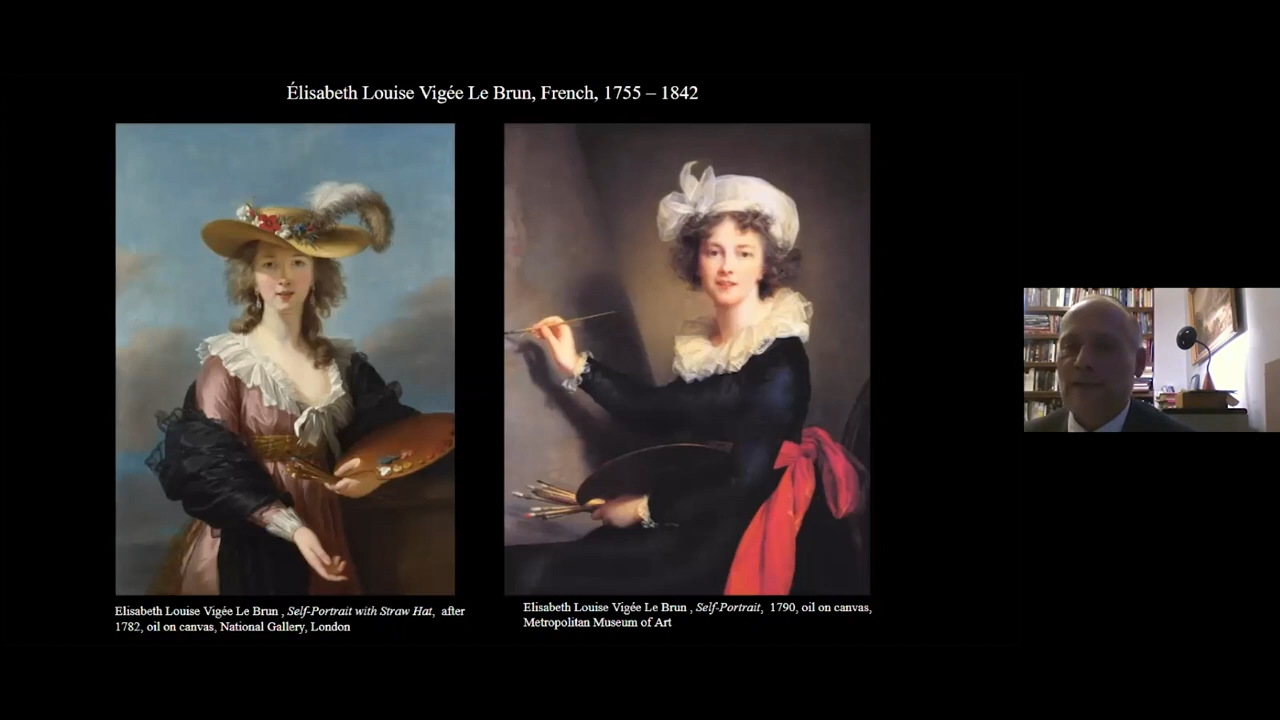 Élisabeth Louise Vigée Le Brun, French, 1755 – 1842
Elisabeth Louise Vigée Le Brun , Self-Portrait with Straw Hat, after
1782, oil on canvas, National Gallery, London
Elisabeth Louise Vigée Le Brun , Self-Portrait, 1790, oil on canvas,
Metropolitan Museum of Art